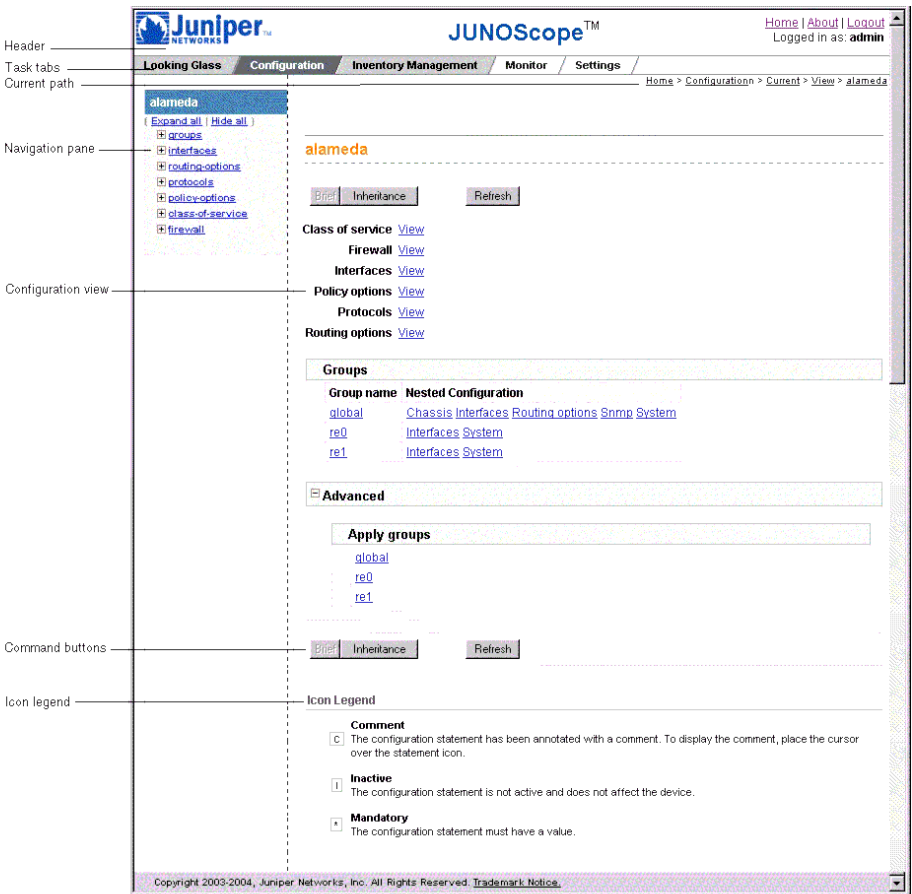 Juniper NETWORKS TM
JUNOScope TM
Home | About | Logout
Logged in as: admin
Header
Task tabs
Looking Glass / Configuration / Inventory Management / Monitor / Settings /
Current path
Home > Configurationn > Current > View > alameda
alameda
[ Expand all | Hide all ]
groups
Navigation pane
interfaces
routing-options
protocols
policy-options
class-of-service
firewall
alameda
Brief Inheritance Refresh
Class of service View
Firewall View
Interfaces View
Configuration view
Policy options View
Protocols View
Routing options View
Groups
Group name Nested Configuration
global Chassis Interfaces Routing options Snmp System
re0 Interfaces System
re1 Interfaces System
Advanced
Apply groups
global
re0
re1
Command buttons
Brief Inheritance Refresh
Icon legend
Icon Legend
Comment
C The configuration statement has been annotated with a comment. To display the comment, place the cursor
over the statement icon.
Inactive
I The configuration statement is not active and does not affect the device.
Mandatory
* The configuration statement must have a value.
Copyright 2003-2004, Juniper Networks, Inc. All Rights Reserved. Trademark Notice.